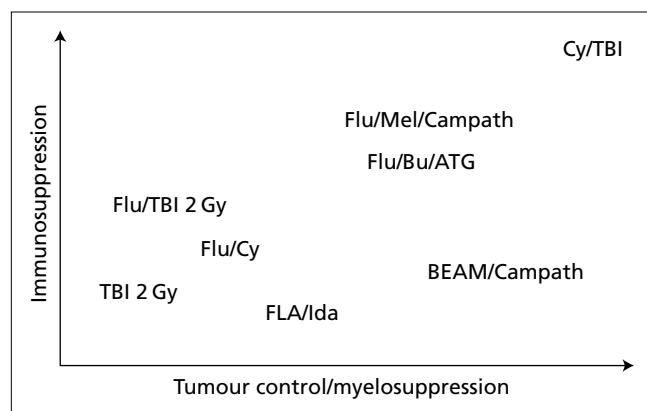 Cy/TBI
Flu/Mel/Campath
Flu/Bu/ATG
Flu/TBI 2 Gy
Flu/Cy
BEAM/Campath
TBI 2 Gy
FLA/Ida
Immunosuppression
Tumour control/myelosuppression